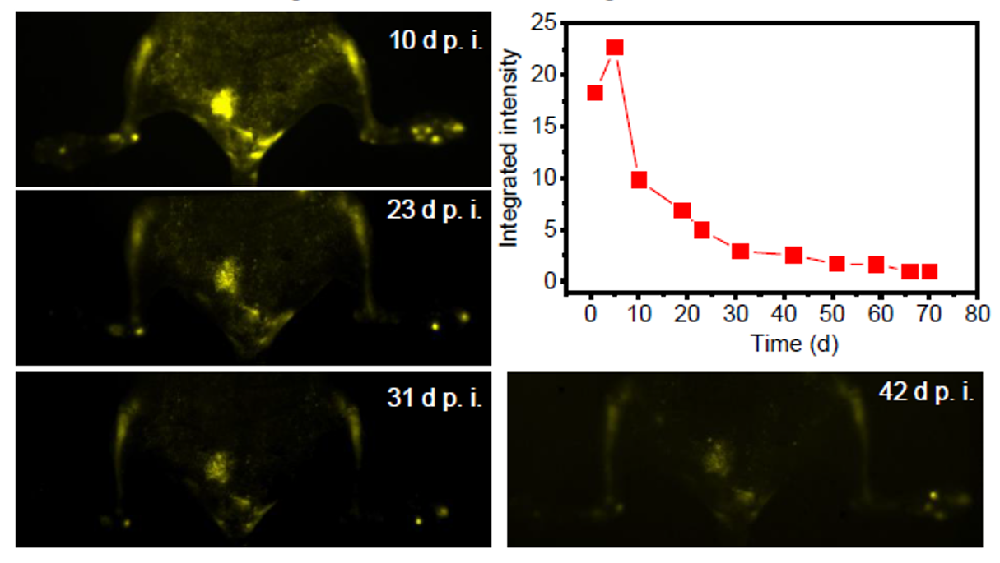 10 d p. i.
23 d p. i.
31 d p. i.
42 d p. i.
Integrated intensity
25
20
15
10
5
0
0 10 20 30 40 50 60 70 80
Time (d)